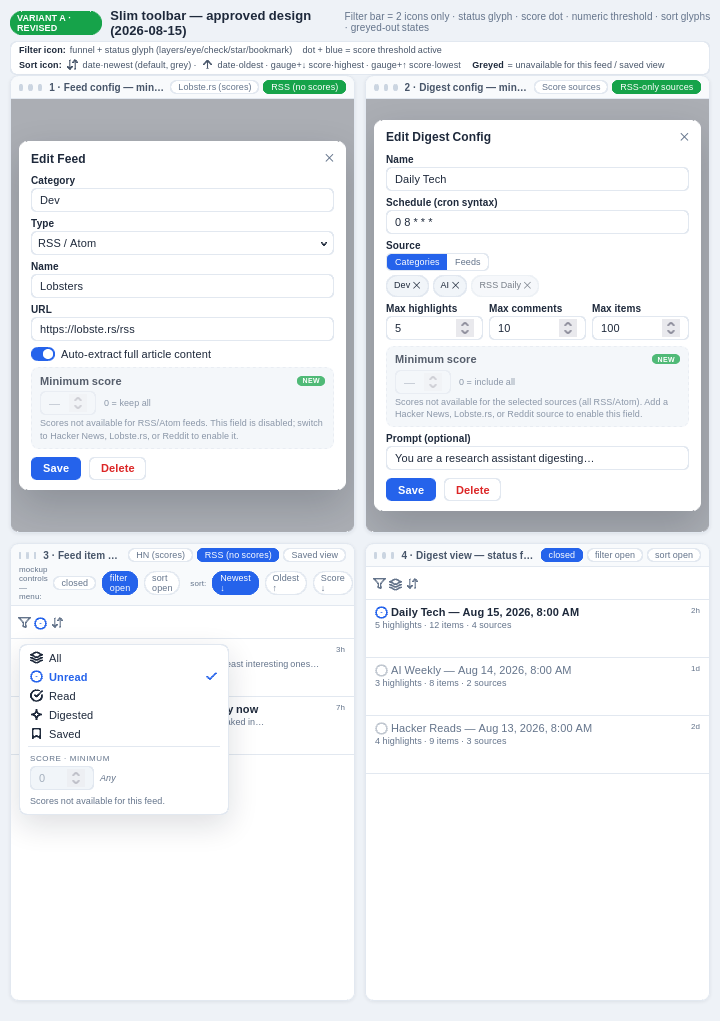 VARIANT A · REVISED
Slim toolbar — approved design (2026-08-15)
Filter bar = 2 icons only · status glyph · score dot · numeric threshold · sort glyphs · greyed-out states
Filter icon: funnel + status glyph (layers/eye/check/star/bookmark) dot + blue = score threshold active
Sort icon: date·newest (default, grey) · date·oldest · gauge+↓ score·highest · gauge+↑ score·lowest Greyed = unavailable for this feed / saved view
1 · Feed config — min…
Lobste.rs (scores)
RSS (no scores)
Edit Feed
Category
Dev
Type
RSS / Atom
Name
Lobsters
URL
https://lobste.rs/rss
Auto-extract full article content
Minimum score
NEW
—
0 = keep all
Scores not available for RSS/Atom feeds. This field is disabled; switch
to Hacker News, Lobste.rs, or Reddit to enable it.
Save
Delete
2 · Digest config — min…
Score sources
RSS-only sources
Edit Digest Config
Name
Daily Tech
Schedule (cron syntax)
0 8 * * *
Source
Categories
Feeds
Dev
AI
RSS Daily
Max highlights
Max comments
Max items
5
10
100
Minimum score
NEW
—
0 = include all
Scores not available for the selected sources (all RSS/Atom). Add a
Hacker News, Lobste.rs, or Reddit source to enable this field.
Prompt (optional)
You are a research assistant digesting…
Save
Delete
3 · Feed item …
HN (scores)
RSS (no scores)
Saved view
mockup controls — menu:
closed
filter open
sort open
sort:
Newest ↓
Oldest ↑
Score ↓
3h
east interesting ones…
7h
y now
aked in…
All
Unread
Read
Digested
Saved
SCORE · MINIMUM
0
Any
Scores not available for this feed.
4 · Digest view — status f…
closed
filter open
sort open
Daily Tech — Aug 15, 2026, 8:00 AM
2h
5 highlights · 12 items · 4 sources
AI Weekly — Aug 14, 2026, 8:00 AM
1d
3 highlights · 8 items · 2 sources
Hacker Reads — Aug 13, 2026, 8:00 AM
2d
4 highlights · 9 items · 3 sources